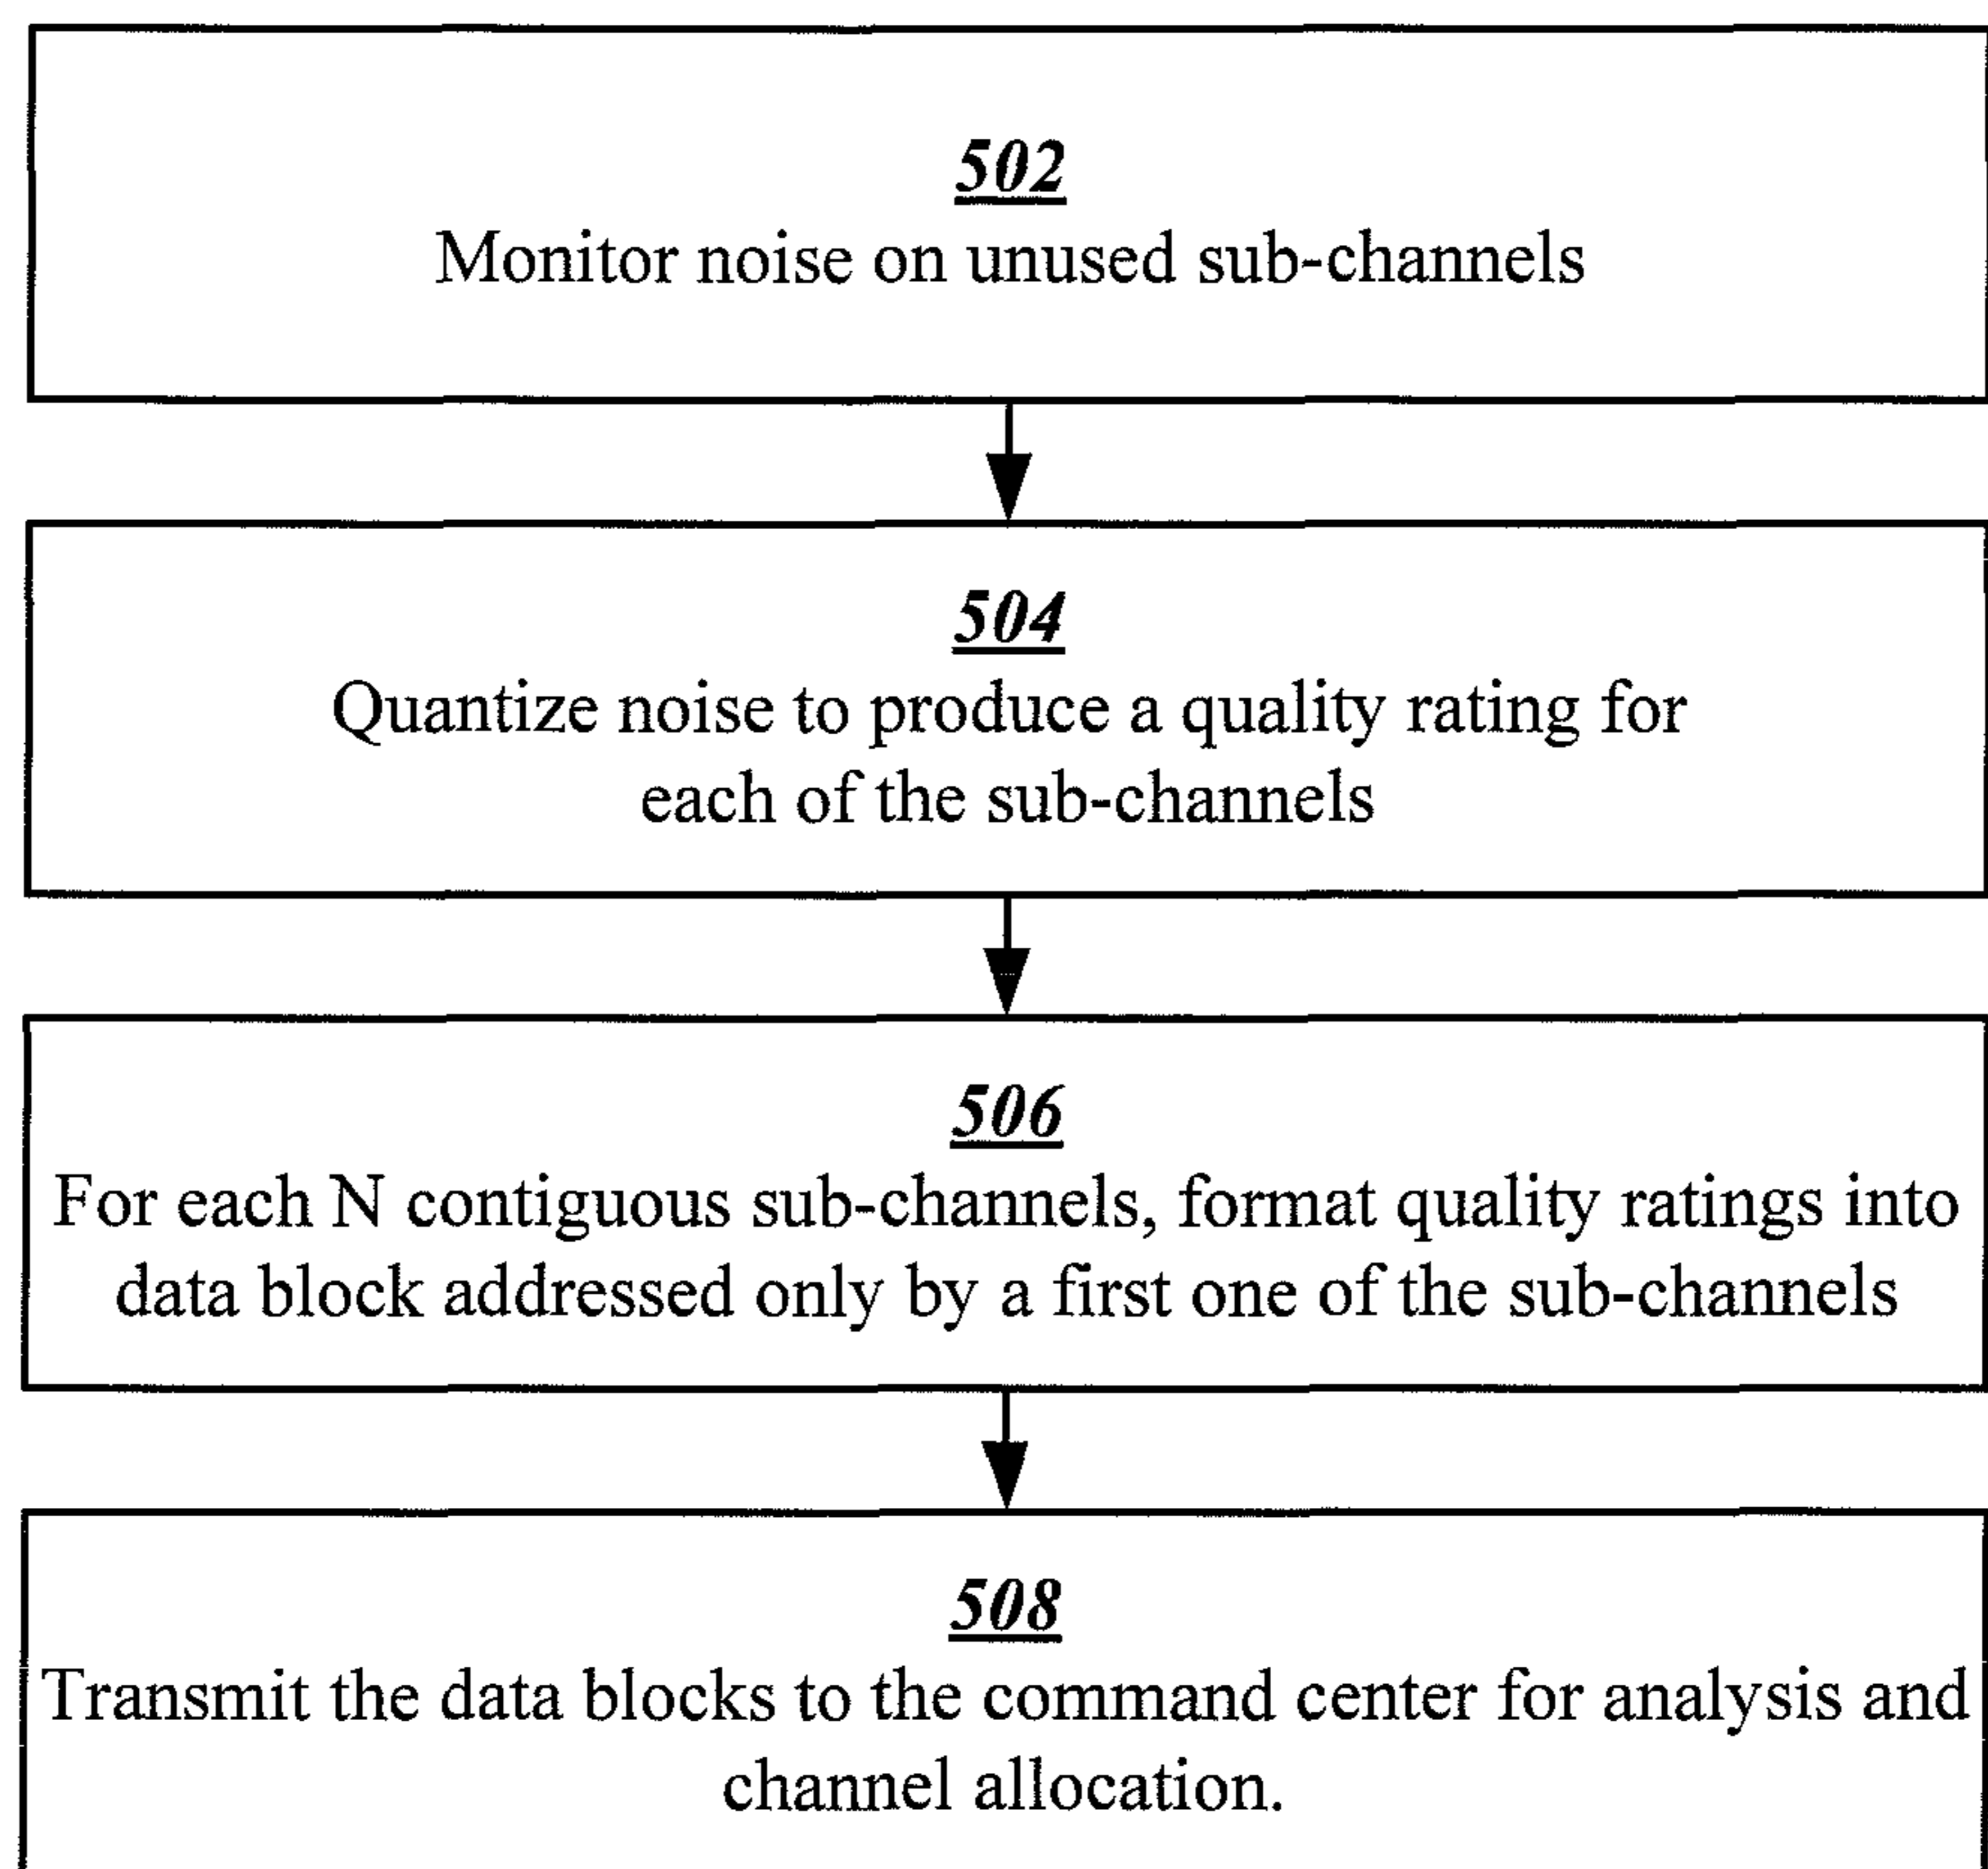 502
Monitor noise on unused sub-channels
504
Quantize noise to produce a quality rating for
each of the sub-channels
506
For each N contiguous sub-channels, format quality ratings into
data block addressed only by a first one of the sub-channels
508
Transmit the data blocks to the command center for analysis and
channel allocation.